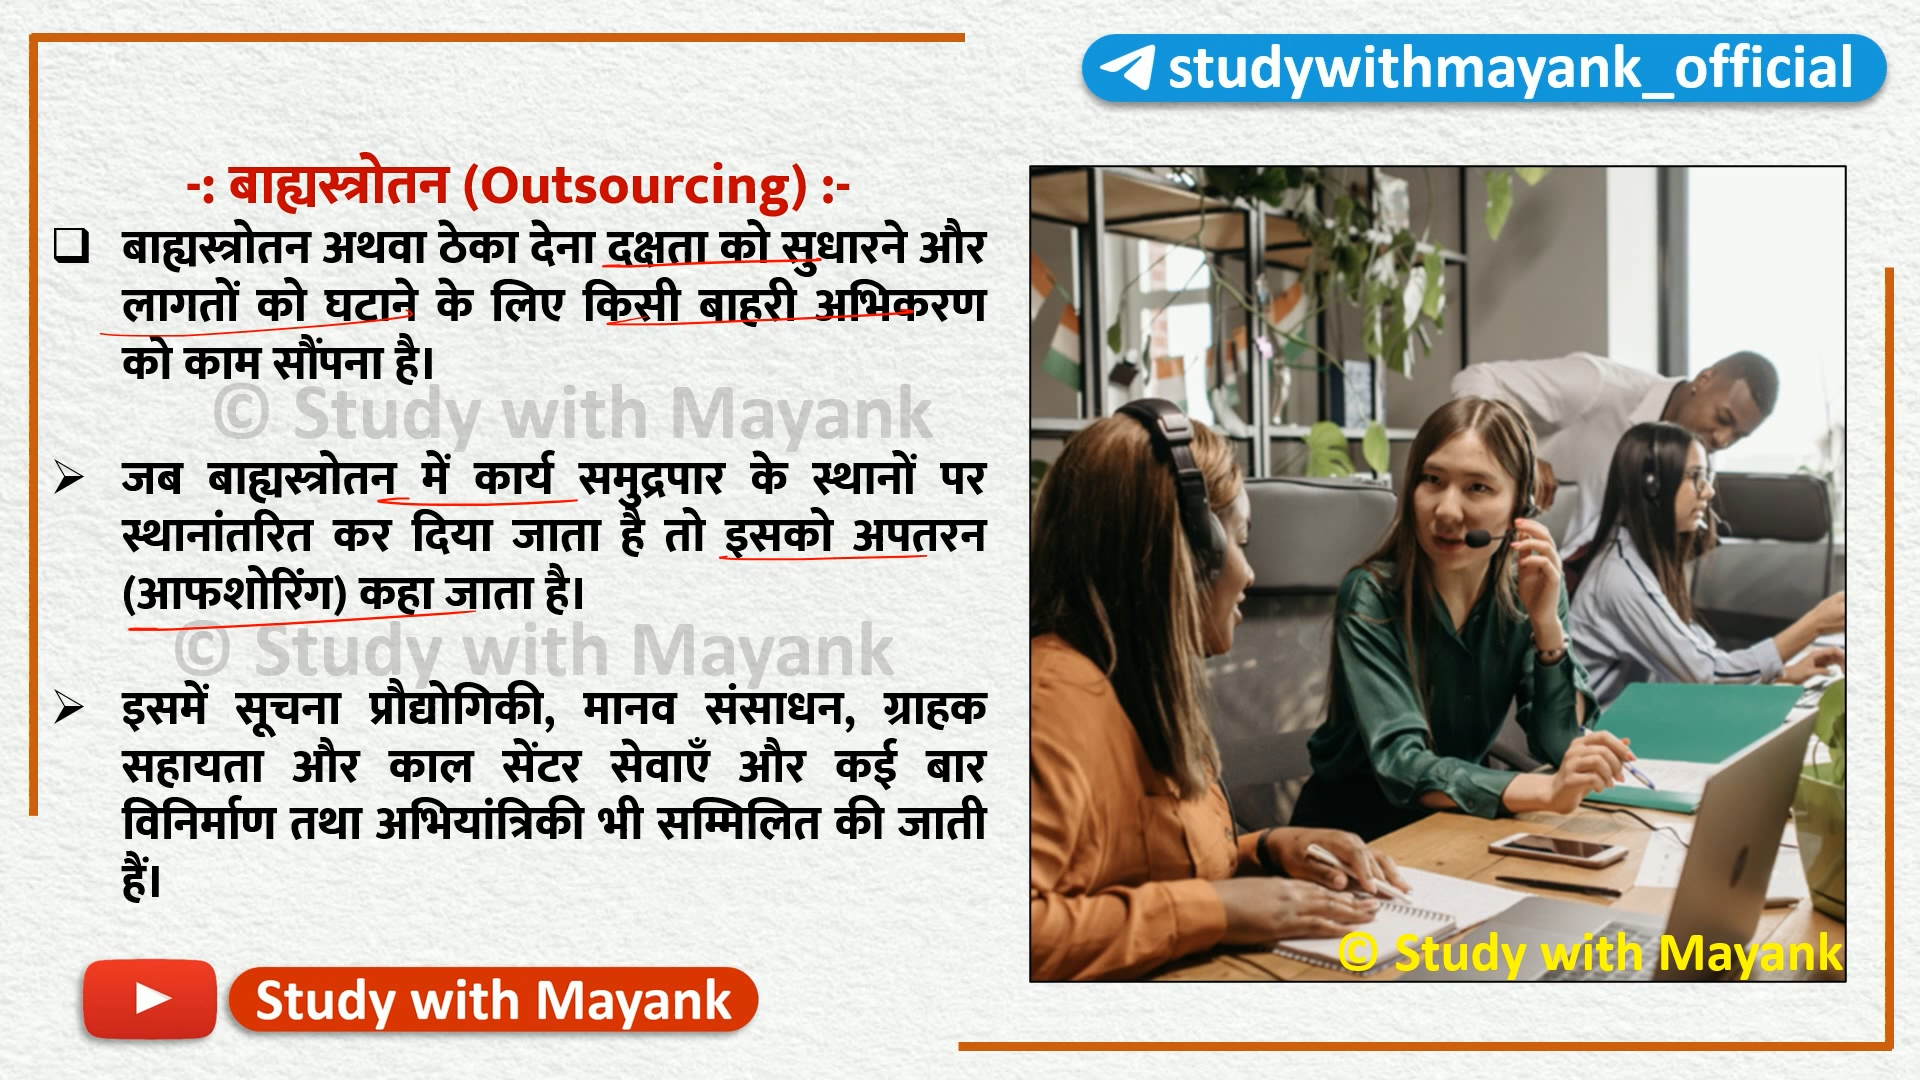 studywithmayank_official
-: बाह्यस्त्रोतन (Outsourcing) :-
❑ बाह्यस्त्रोतन अथवा ठेका देना दक्षता को सुधारने और
लागतों को घटाने के लिए किसी बाहरी अभिकरण
को काम सौंपना है।
© Study with Mayank
➢ जब बाह्यस्त्रोतन में कार्य समुद्रपार के स्थानों पर
स्थानांतरित कर दिया जाता है तो इसको अपतरन
(आफशोरिंग) कहा जाता है।
© Study with Mayank
➢ इसमें सूचना प्रौद्योगिकी, मानव संसाधन, ग्राहक
सहायता और काल सेंटर सेवाएँ और कई बार
विनिर्माण तथा अभियांत्रिकी भी सम्मिलित की जाती
हैं।
© Study with Mayank
Study with Mayank